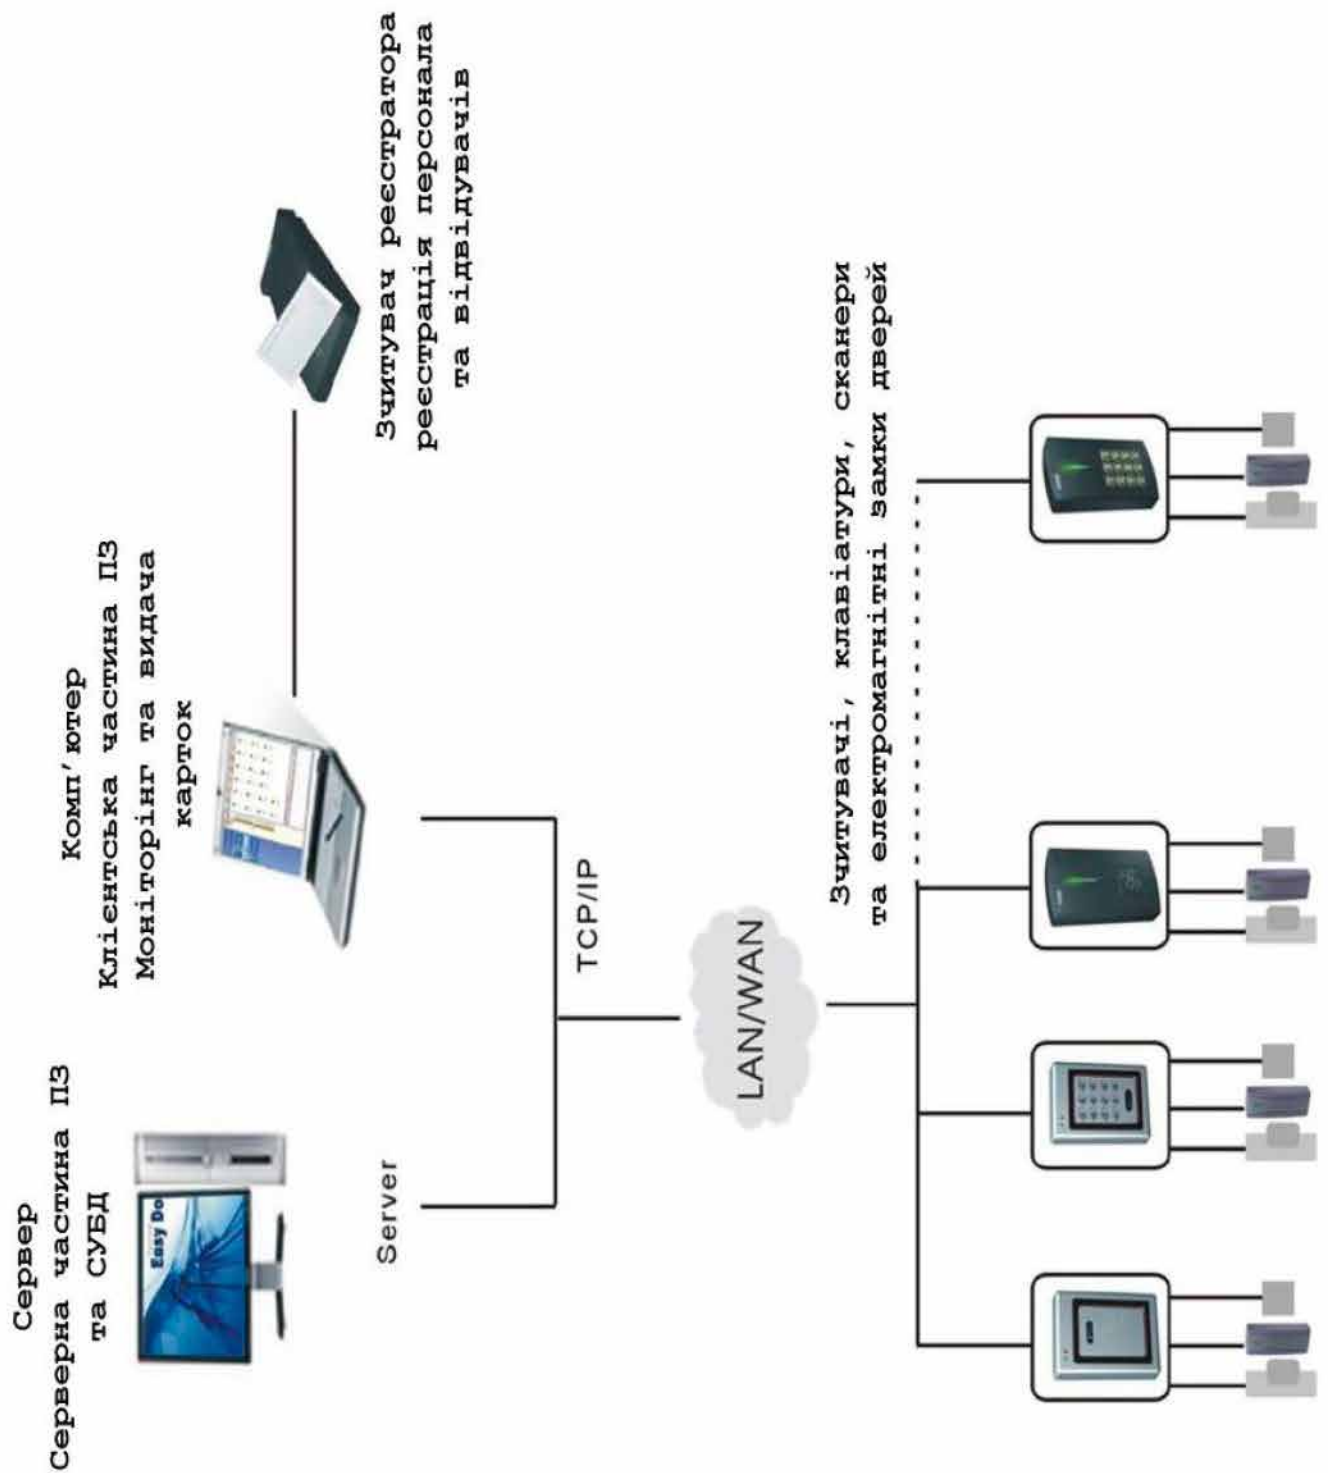 Сервер
Серверна частина ПЗ
та СУБД
Easy Do
Server
Комп'ютер
Клієнтська частина ПЗ
Моніторінг та видача
карток
Зчитувач реєстратора
реєстрація персонала
та відвідувачів
TCP/IP
LAN/WAN
Зчитувачі, клавіатури, сканери
та електромагнітні замки дверей